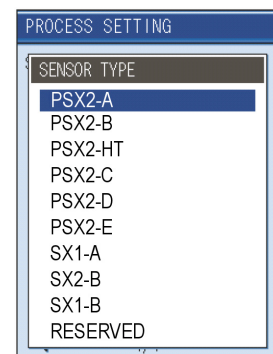 PROCESS SETTING
SENSOR TYPE
PSX2-A
PSX2-B
PSX2-HT
PSX2-C
PSX2-D
PSX2-E
SX1-A
SX2-B
SX1-B
RESERVED